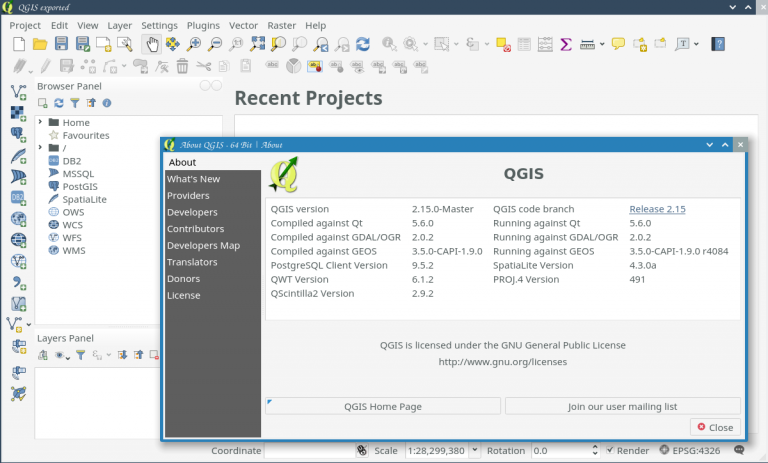 QGIS exported
Project Edit View Layer Settings Plugins Vector Raster Help
Browser Panel
Home
Favourites
/
DB2
MSSQL
PostGIS
SpatiaLite
OWS
WCS
WFS
WMS
Layers Panel
Recent Projects
About QGIS - 64 Bit | About
About
What's New
Providers
Developers
Contributors
Developers Map
Translators
Donors
License
QGIS
QGIS version 2.15.0-Master QGIS code branch Release 2.15
Compiled against Qt 5.6.0 Running against Qt 5.6.0
Compiled against GDAL/OGR 2.0.2 Running against GDAL/OGR 2.0.2
Compiled against GEOS 3.5.0-CAPI-1.9.0 Running against GEOS 3.5.0-CAPI-1.9.0 r4084
PostgreSQL Client Version 9.5.2 SpatiaLite Version 4.3.0a
QWT Version 6.1.2 PROJ.4 Version 491
QScintilla2 Version 2.9.2
QGIS is licensed under the GNU General Public License
http://www.gnu.org/licenses
QGIS Home Page Join our user mailing list
Close
Coordinate Scale 1:28,299,380 Rotation 0.0 Render EPSG:4326